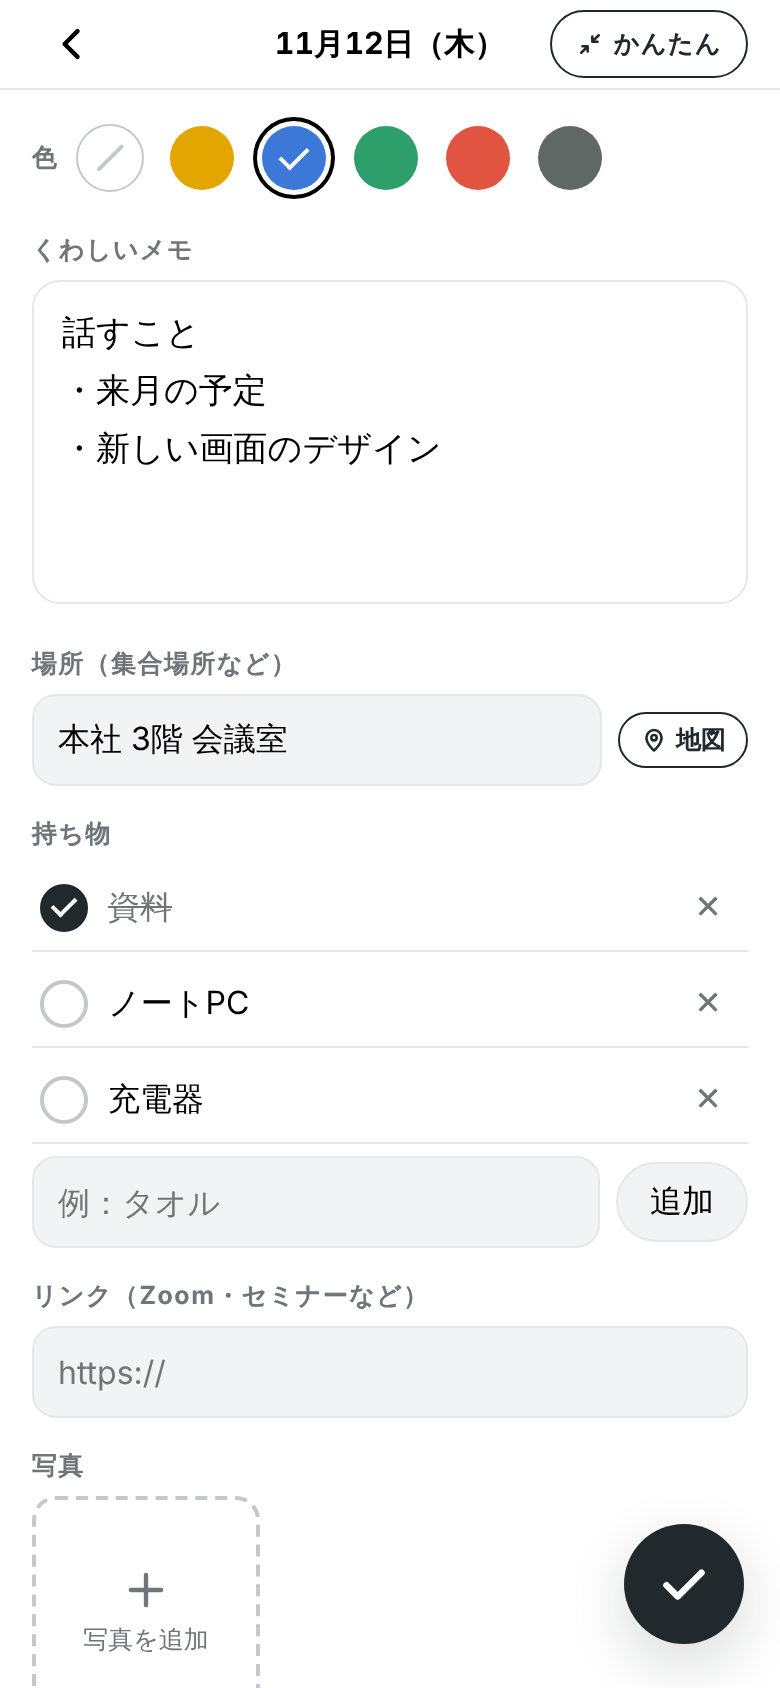 11月12日（木）
かんたん
色
くわしいメモ
話すこと
・来月の予定
・新しい画面のデザイン
場所（集合場所など）
本社 3階 会議室
地図
持ち物
資料
ノートPC
充電器
例：タオル
追加
リンク（Zoom・セミナーなど）
https://
写真
写真を追加